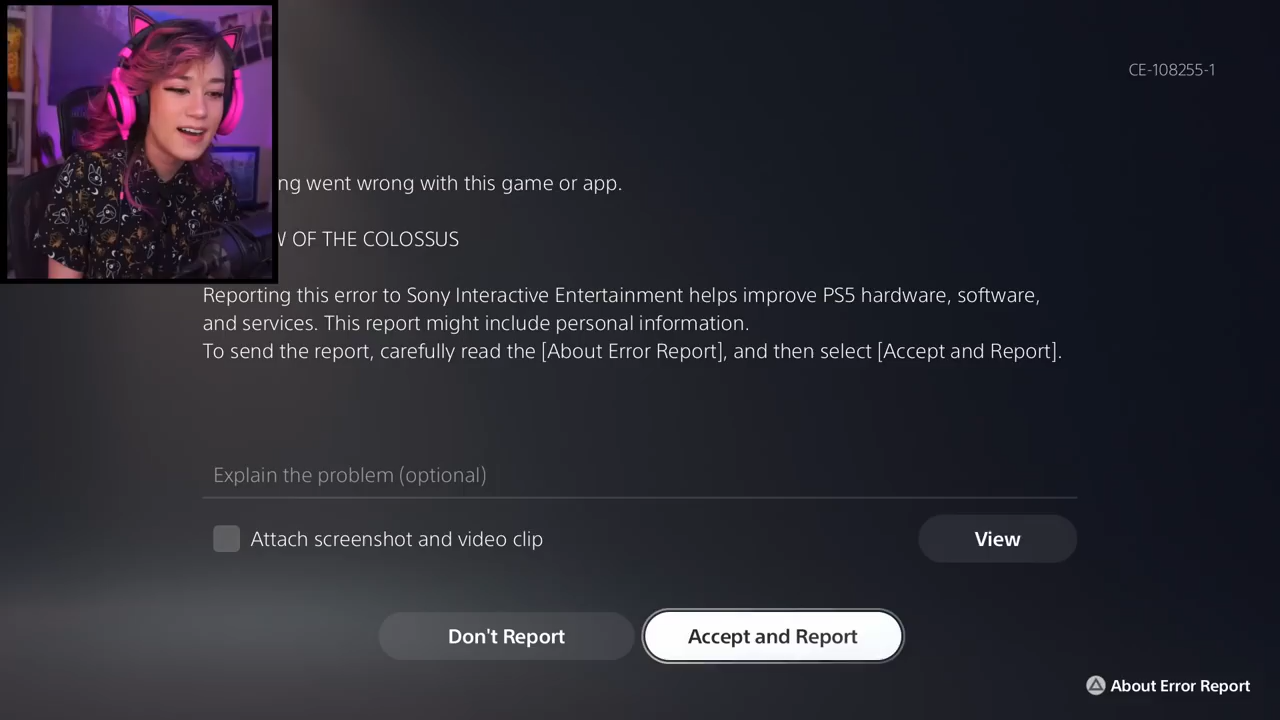 CE-108255-1
ng went wrong with this game or app.
OF THE COLOSSUS
Reporting this error to Sony Interactive Entertainment helps improve PS5 hardware, software,
and services. This report might include personal information.
To send the report, carefully read the [About Error Report], and then select [Accept and Report].
Explain the problem (optional)
Attach screenshot and video clip
View
Don't Report
Accept and Report
About Error Report